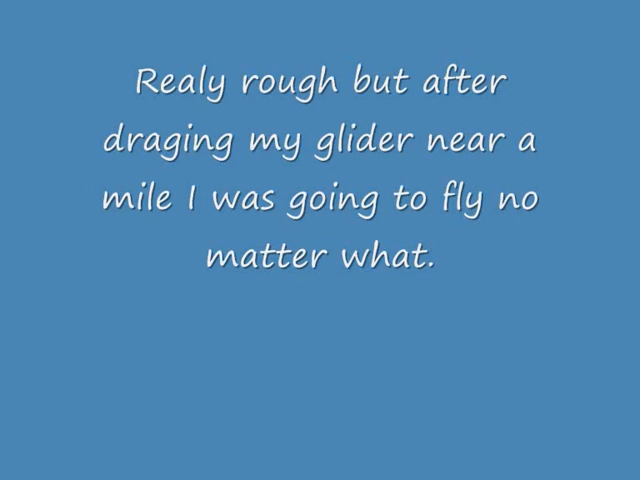 Realy rough but after
draging my glider near a
mile I was going to fly no
matter what.